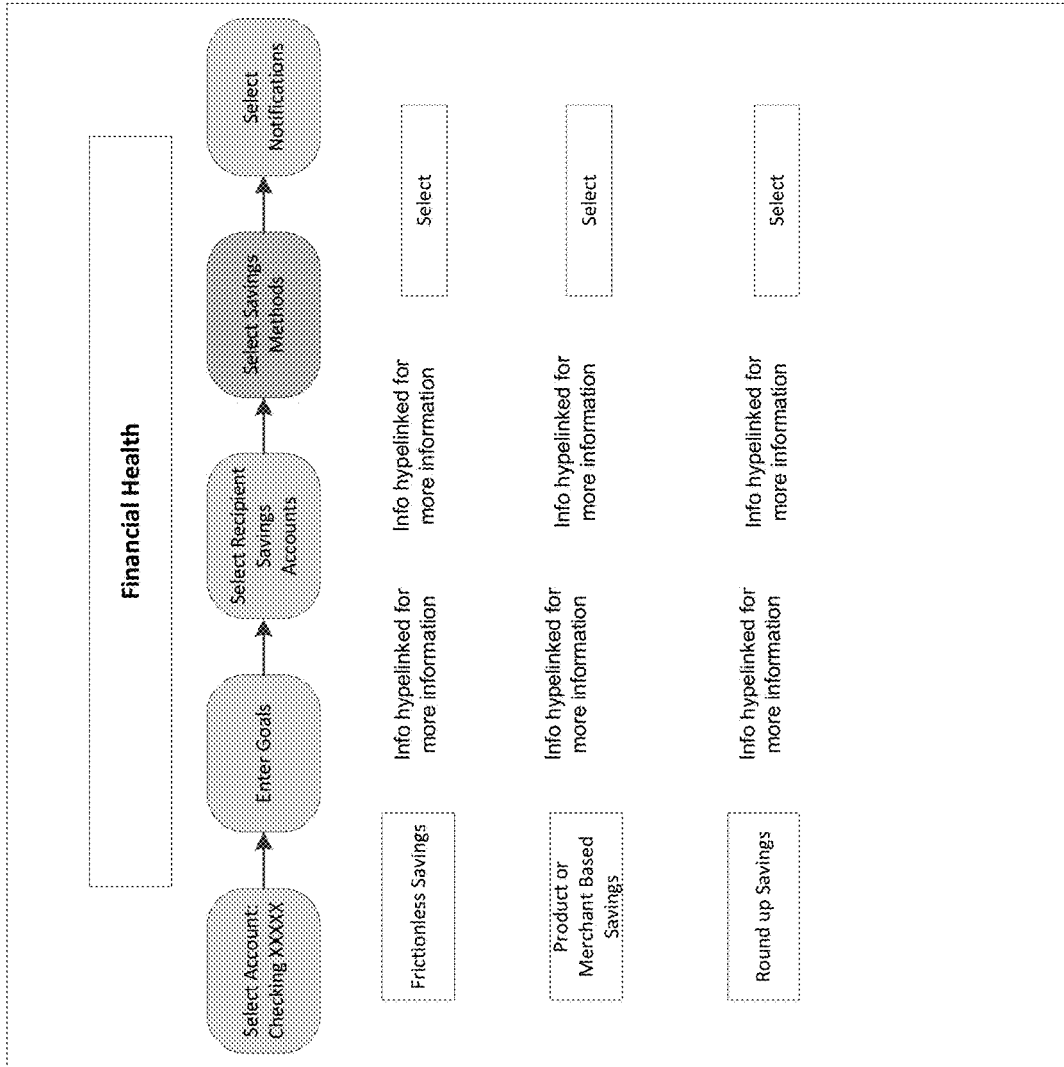 Financial Health
Select Account:
Checking XXXXX
Enter Goals
Select Recipient
Savings
Accounts
Select Savings
Methods
Select
Notifications
Frictionless Savings
Info hypelinked for
more information
Info hypelinked for
more information
Select
Product or
Merchant Based
Savings
Info hypelinked for
more information
Info hypelinked for
more information
Select
Round up Savings
Info hypelinked for
more information
Info hypelinked for
more information
Select